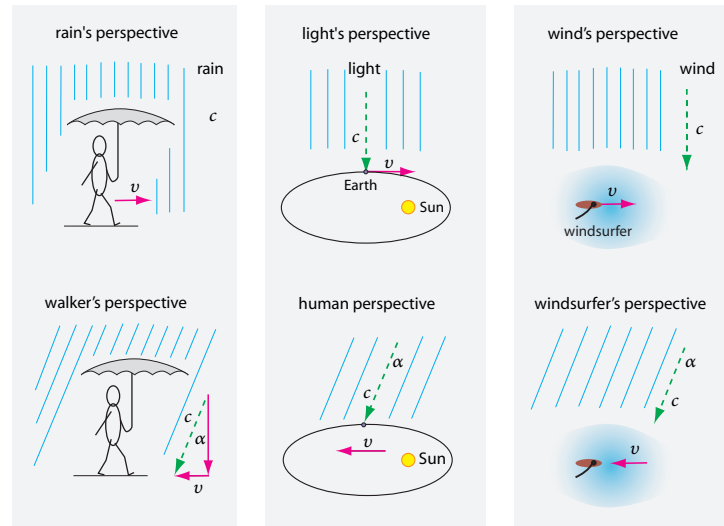 rain's perspective
rain
c
υ
walker's perspective
c
α
υ
light's perspective
light
c
υ
Earth
Sun
human perspective
α
c
υ
Sun
wind's perspective
wind
c
υ
windsurfer
windsurfer's perspective
α
c
υ